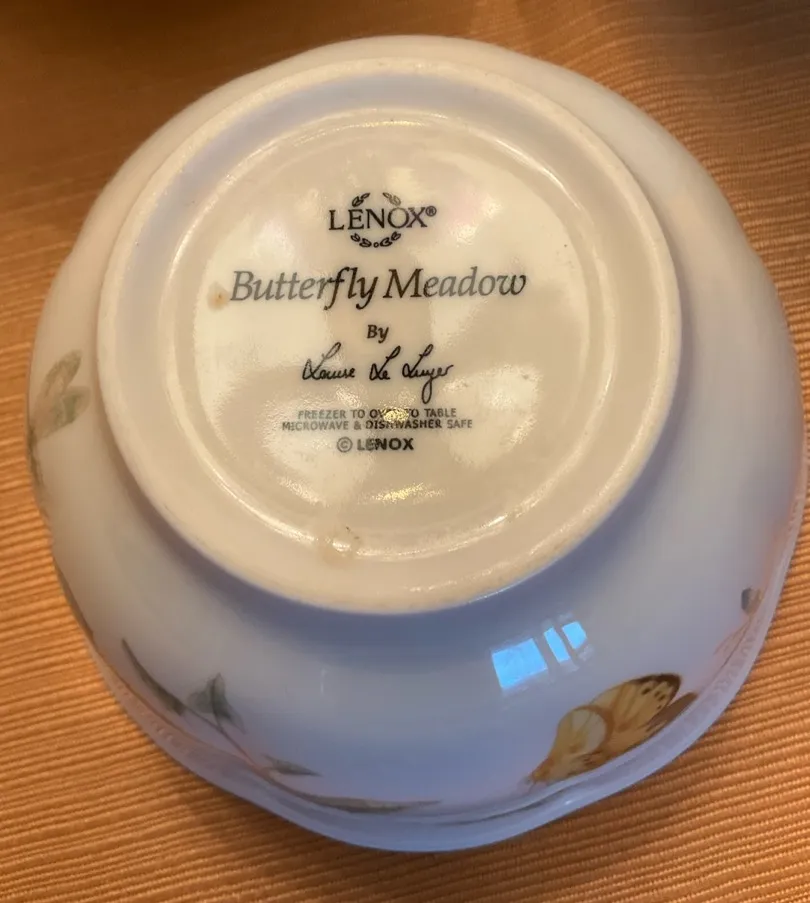 LENOX®
Butterfly Meadow
By
Louise Le Luyer
FREEZER TO OVEN TO TABLE
MICROWAVE & DISHWASHER SAFE
© LENOX